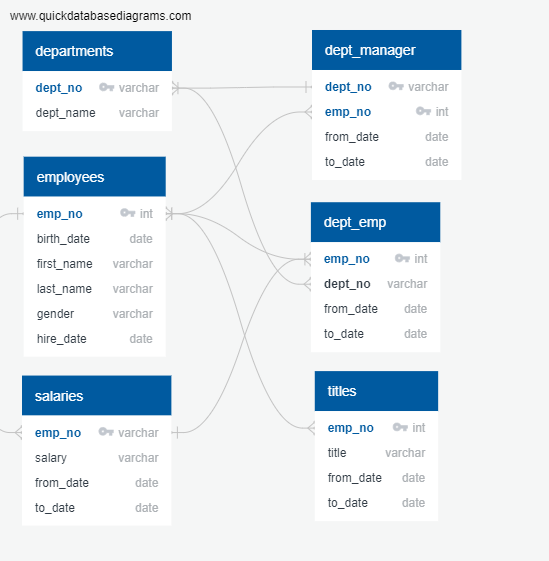 www.quickdatabasediagrams.com
departments
dept_no varchar
dept_name varchar
employees
emp_no int
birth_date date
first_name varchar
last_name varchar
gender varchar
hire_date date
salaries
emp_no varchar
salary varchar
from_date date
to_date date
dept_manager
dept_no varchar
emp_no int
from_date date
to_date date
dept_emp
emp_no int
dept_no varchar
from_date date
to_date date
titles
emp_no int
title varchar
from_date date
to_date date